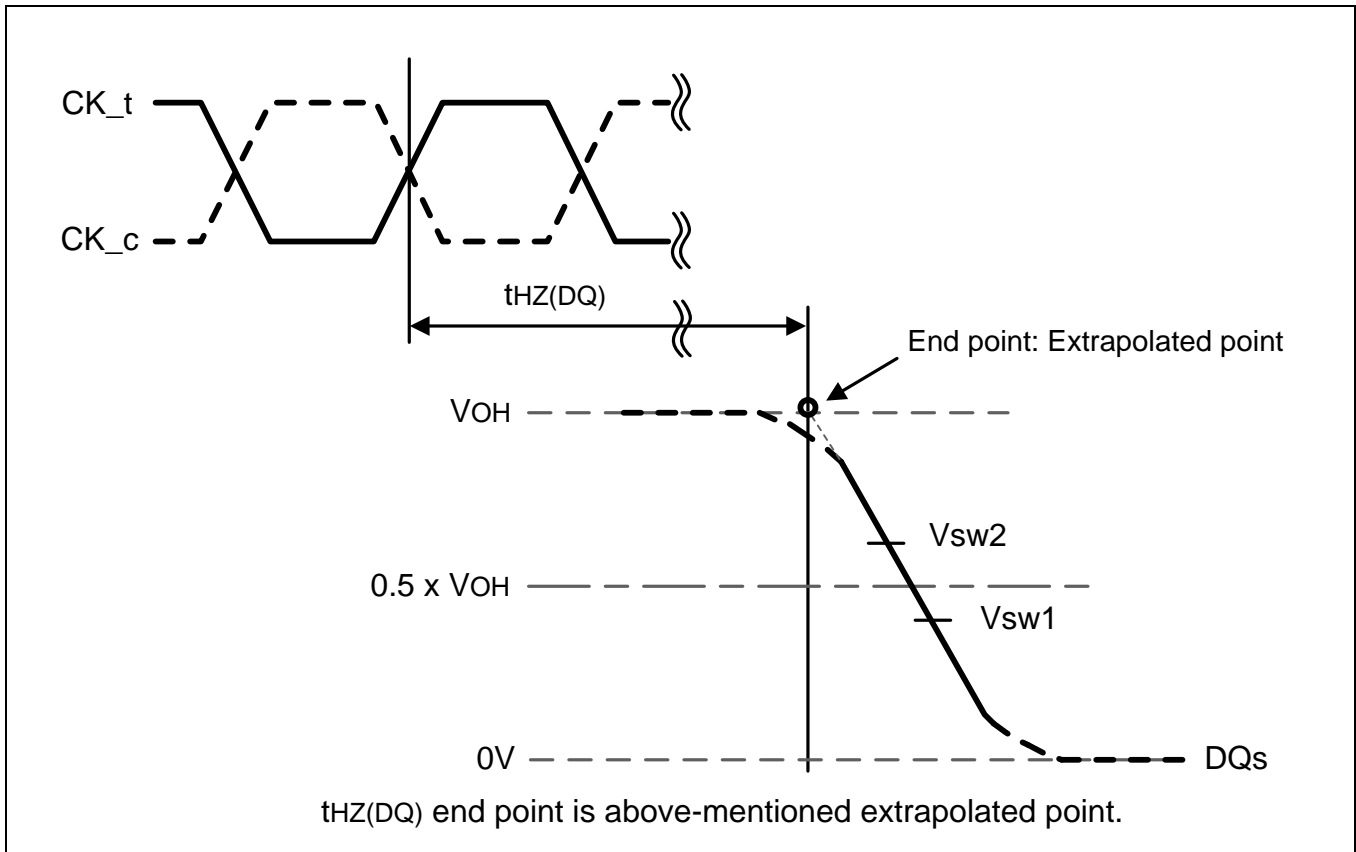 CK_t
CK_c
tHZ(DQ)
End point: Extrapolated point
VOH
Vsw2
0.5 x VOH
Vsw1
0V
DQs
tHZ(DQ) end point is above-mentioned extrapolated point.